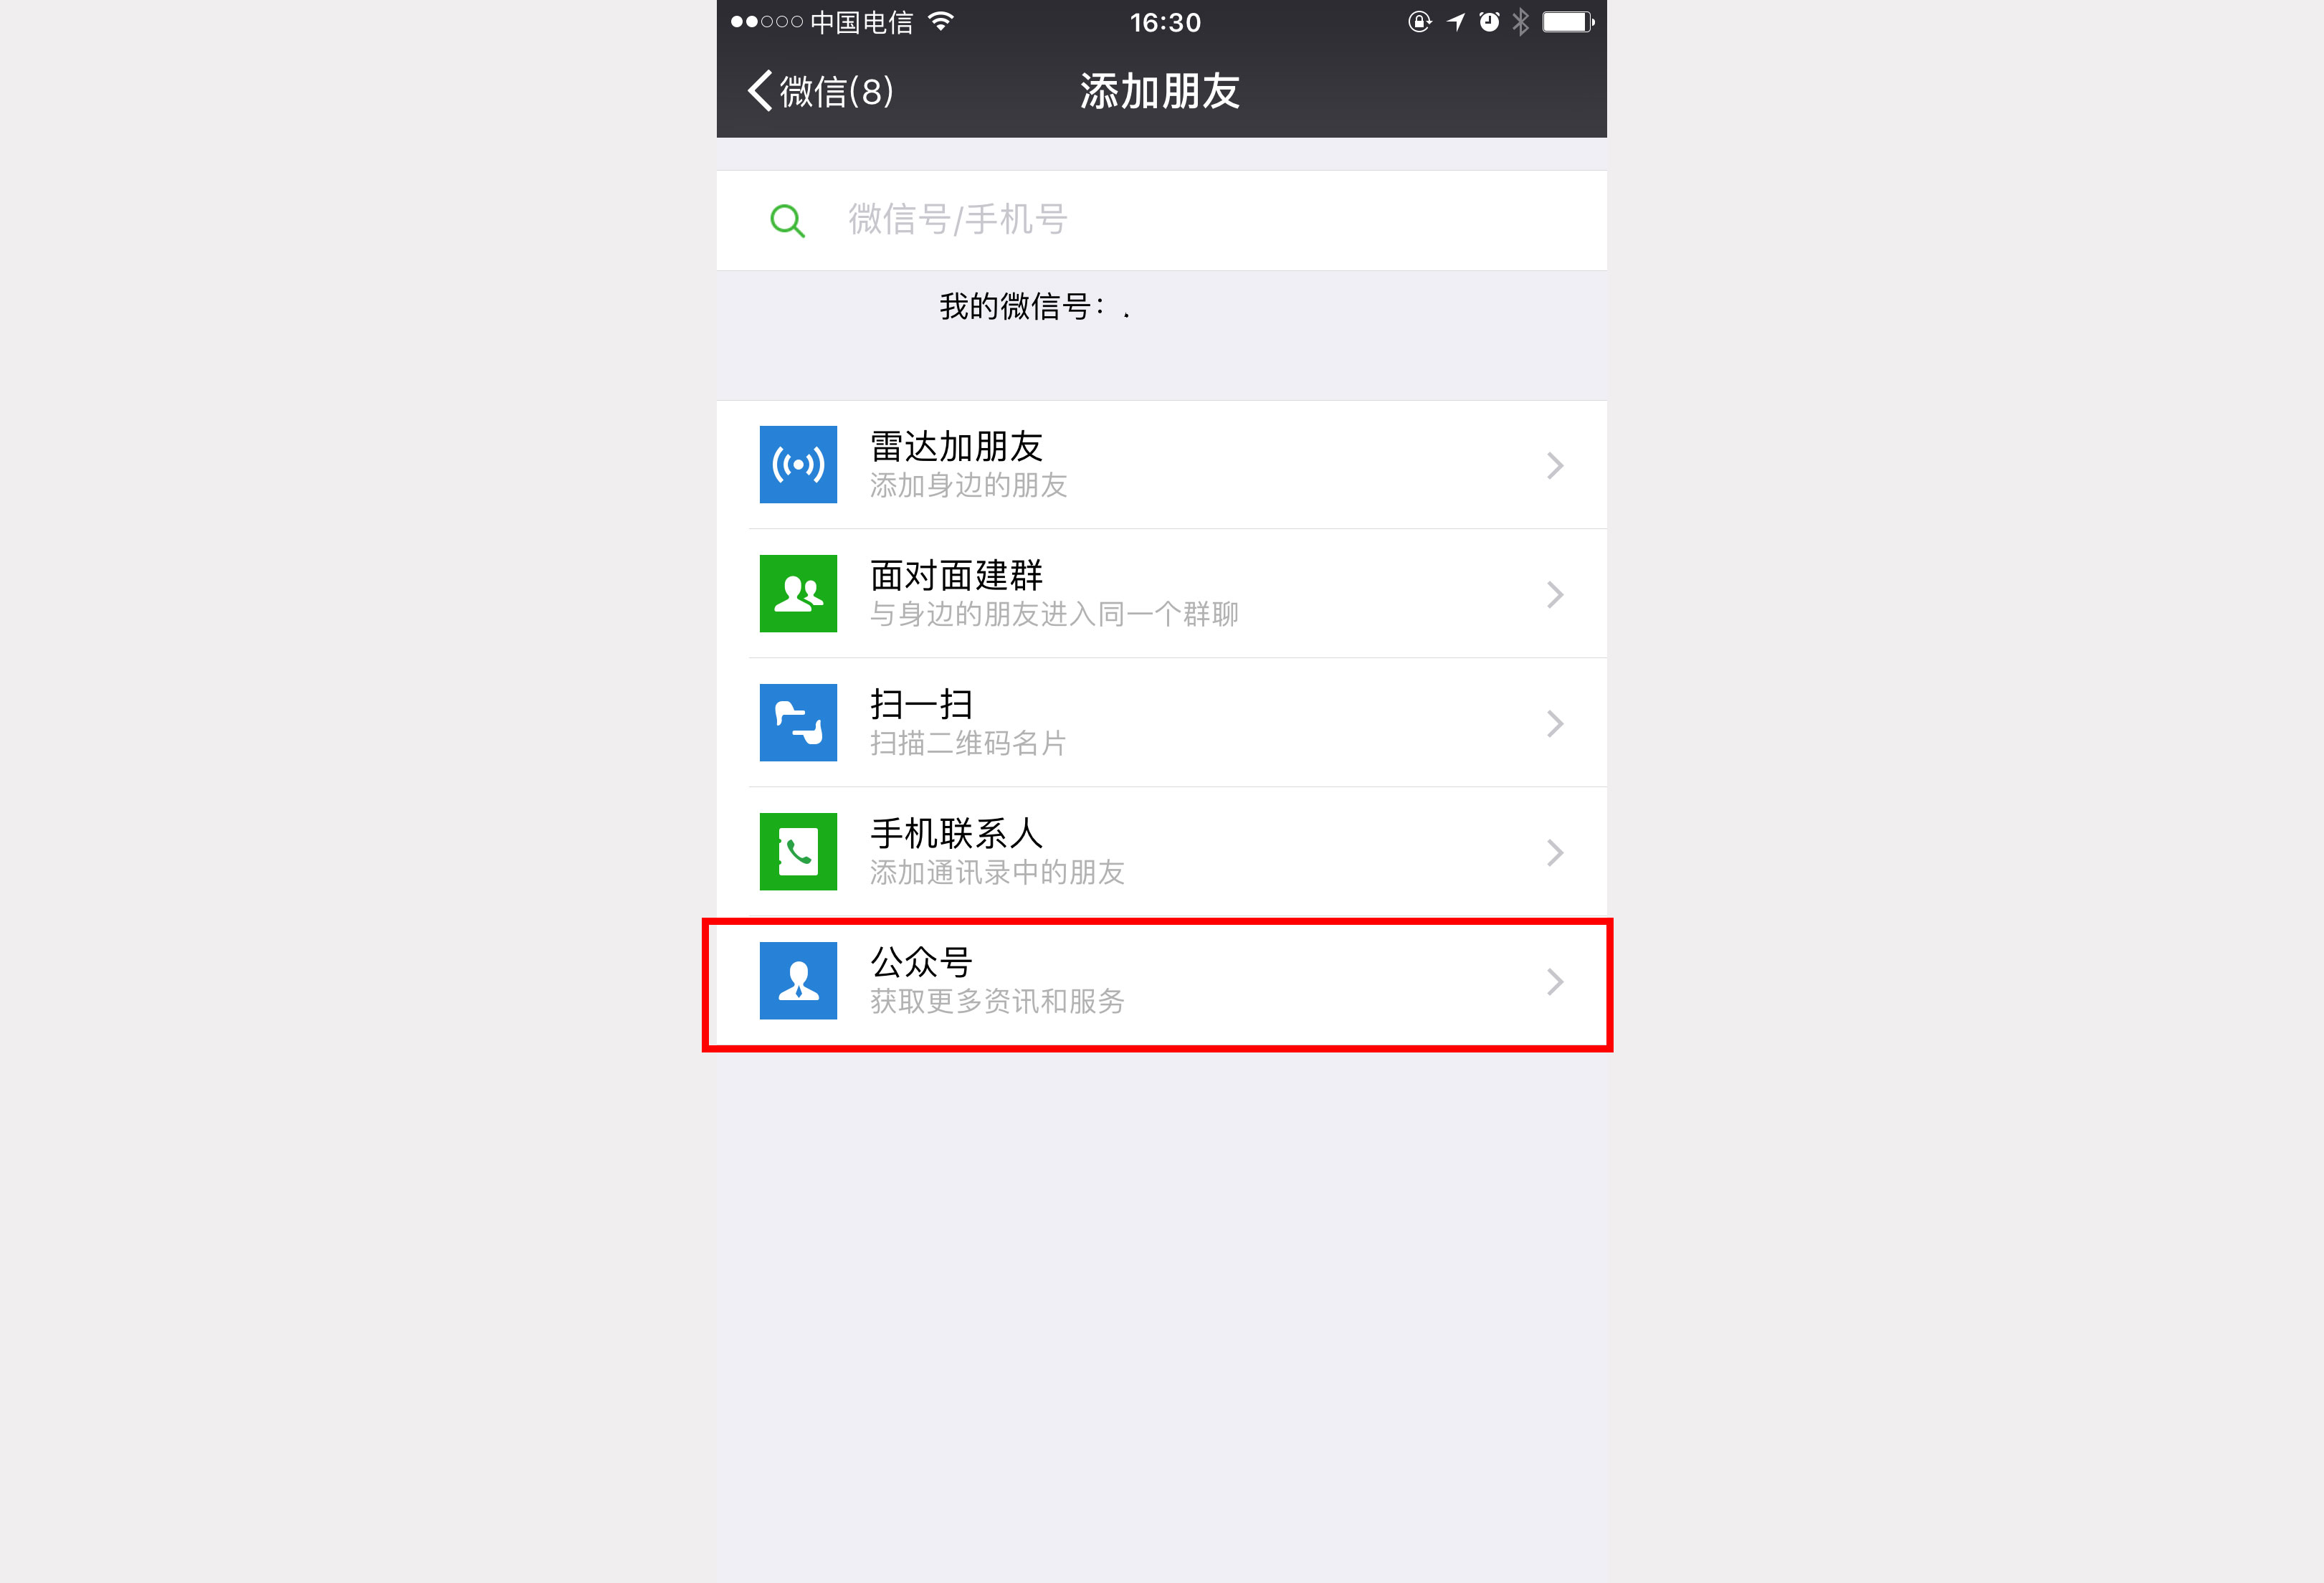 中国电信
16:30
微信(8)
添加朋友
微信号/手机号
我的微信号：
雷达加朋友
添加身边的朋友
面对面建群
与身边的朋友进入同一个群聊
扫一扫
扫描二维码名片
手机联系人
添加通讯录中的朋友
公众号
获取更多资讯和服务